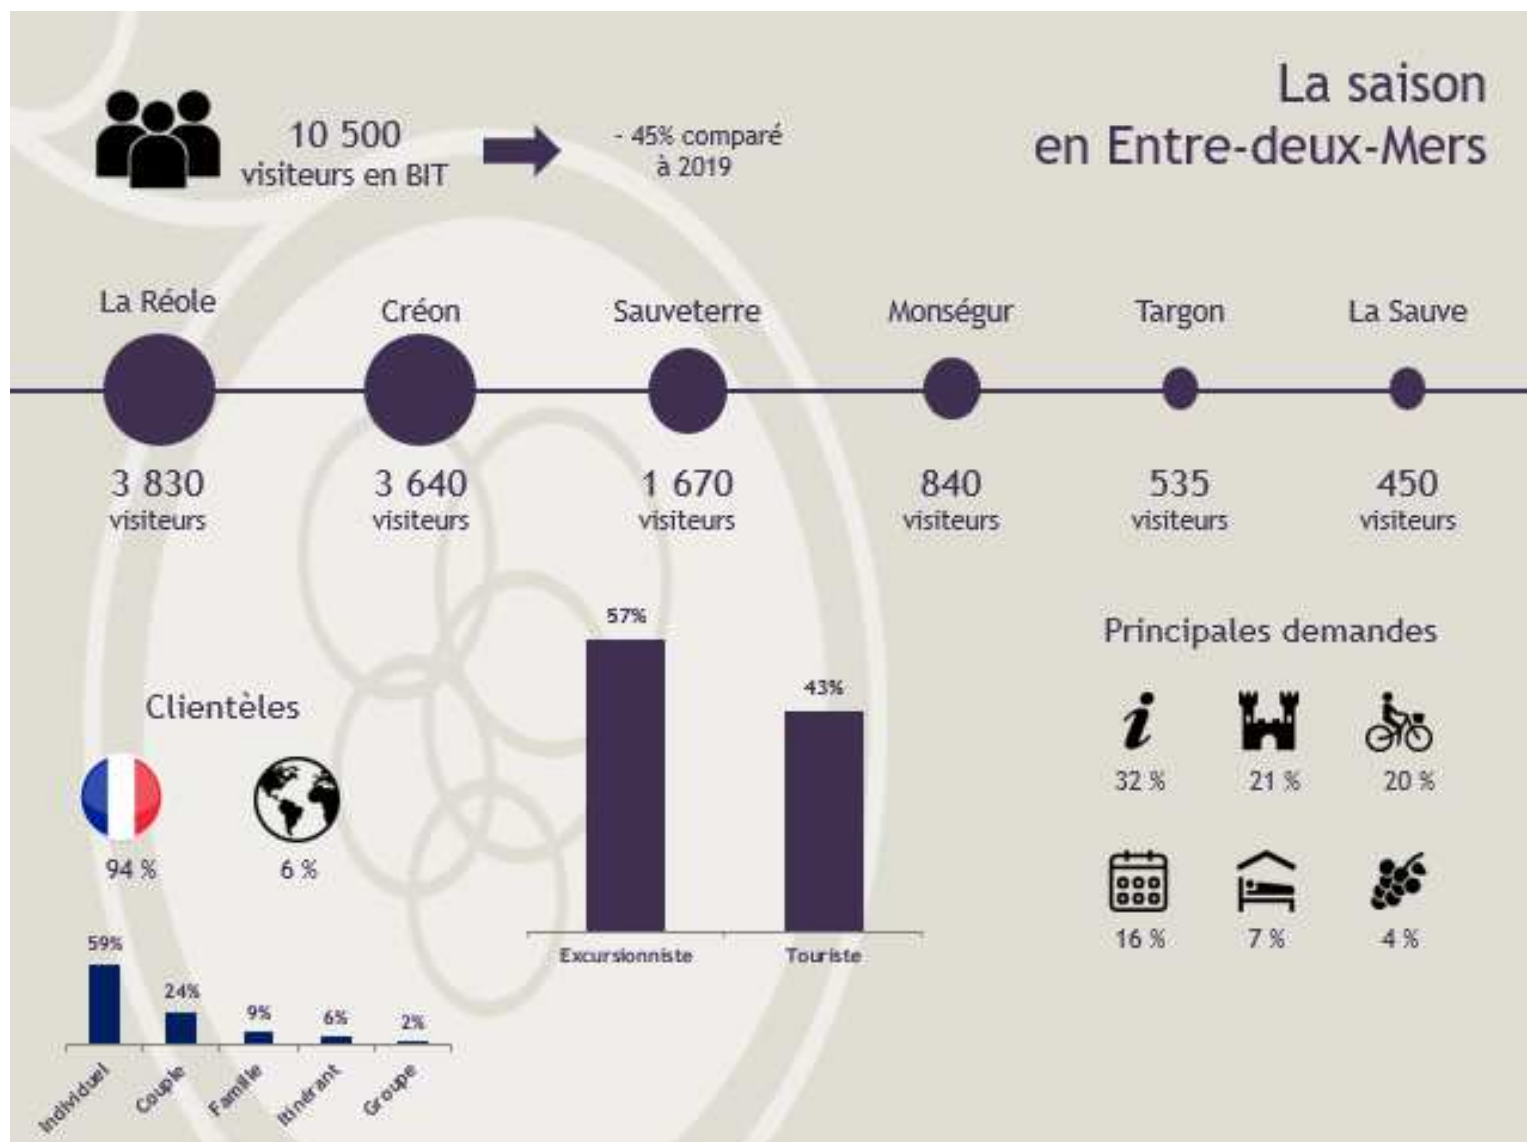 La saison
en Entre-deux-Mers
10 500
visiteurs en BIT
- 45% comparé
à 2019
La Réole
Créon
Sauveterre
Monségur
Targon
La Sauve
3 830
visiteurs
3 640
visiteurs
1 670
visiteurs
840
visiteurs
535
visiteurs
450
visiteurs
Clientèles
94 %
6 %
59%
24%
9%
6%
2%
Individuel
Couple
Famille
Itinérant
Groupe
57%
43%
Excursionniste
Touriste
Principales demandes
i
32 %
21 %
20 %
16 %
7 %
4 %